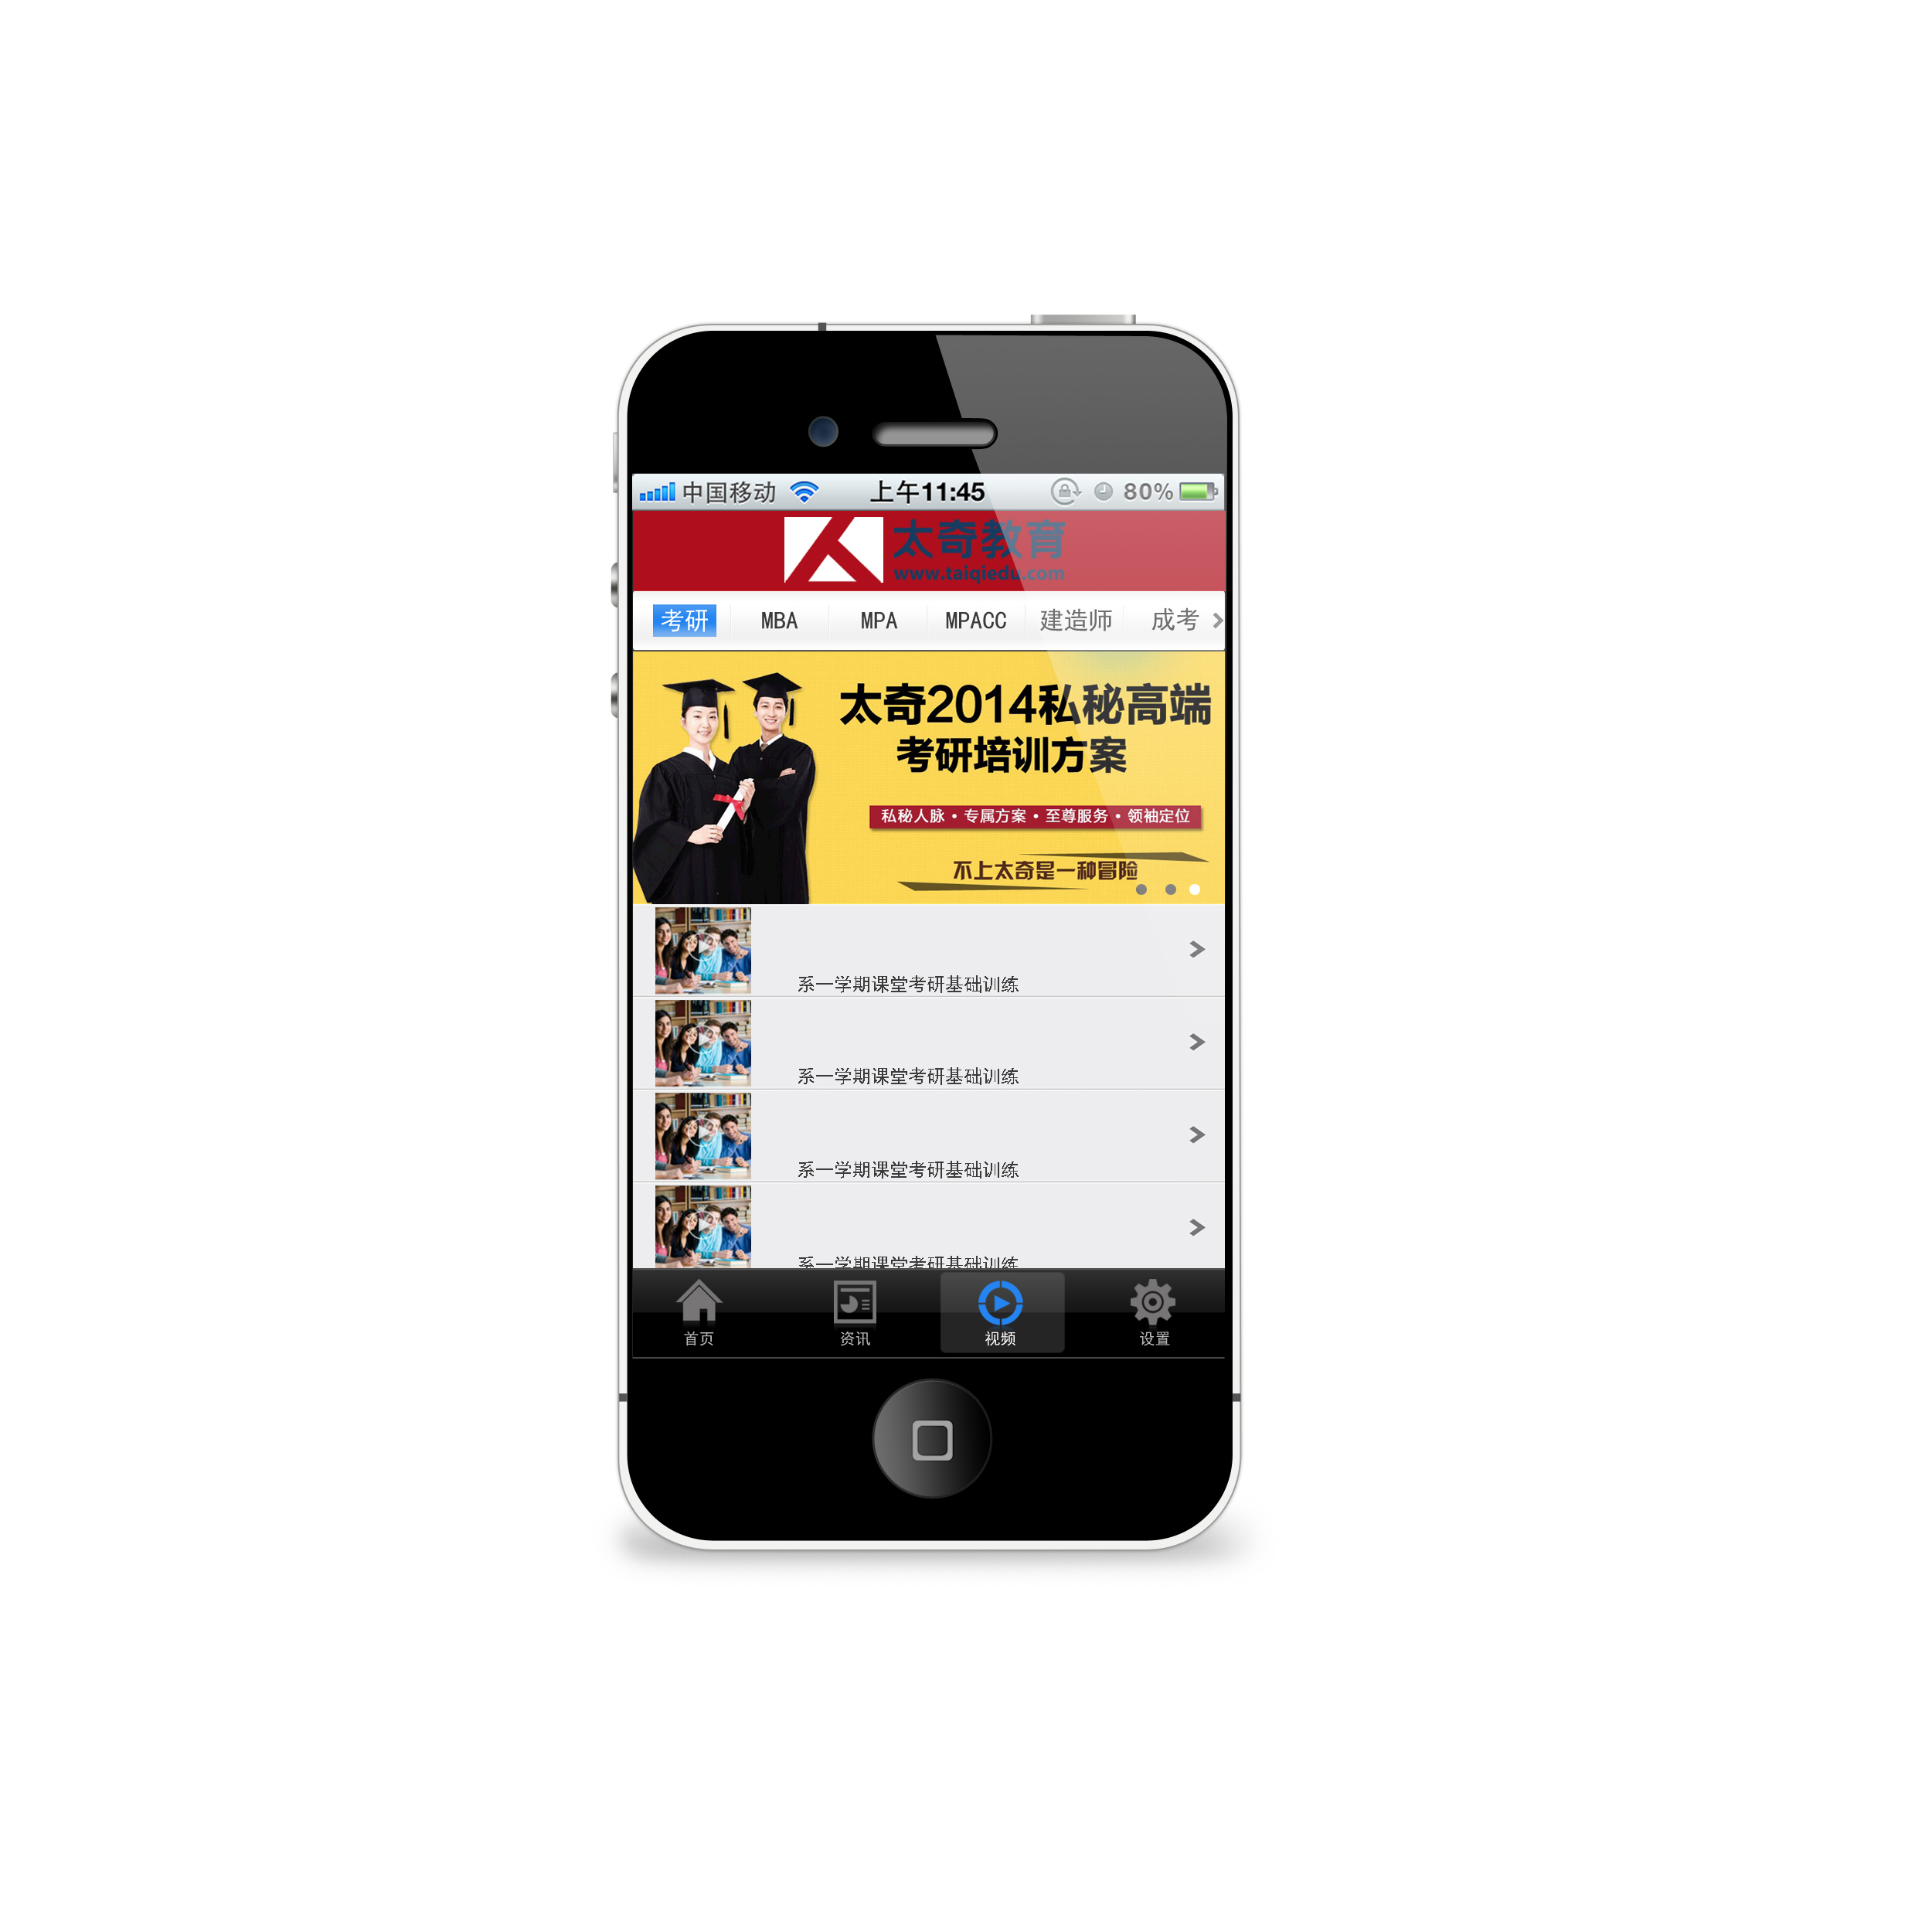 中国移动 上午11:45 80%
太奇教育
www.taiqiedu.com
考研 MBA MPA MPACC 建造师 成考
太奇2014私秘高端
考研培训方案
私秘人脉•专属方案•至尊服务•领袖定位
不上太奇是一种冒险
系一学期课堂考研基础训练
系一学期课堂考研基础训练
系一学期课堂考研基础训练
系一学期课堂考研基础训练
首页 资讯 视频 设置